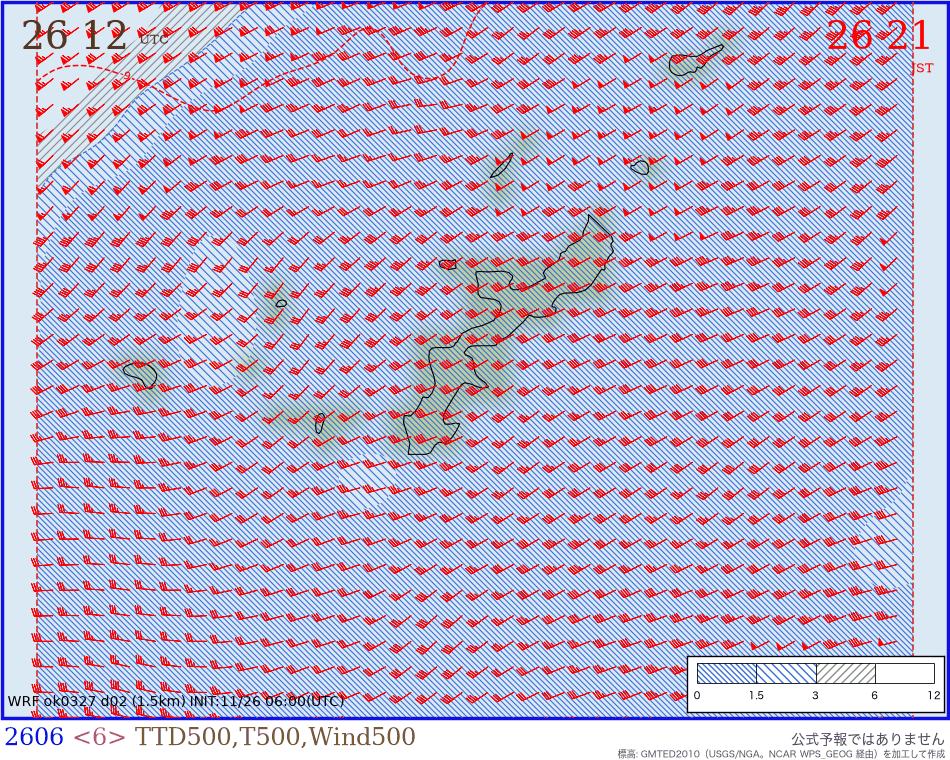 26 12 UTC
26 21
JST
-9
WRF ok0327 d02 (1.5km) INIT:11/26 06:00(UTC)
0 1.5 3 6 12
2606 <6> TTD500,T500,Wind500
公式予報ではありません
標高: GMTED2010（USGS/NGA。NCAR WPS_GEOG 経由）を加工して作成